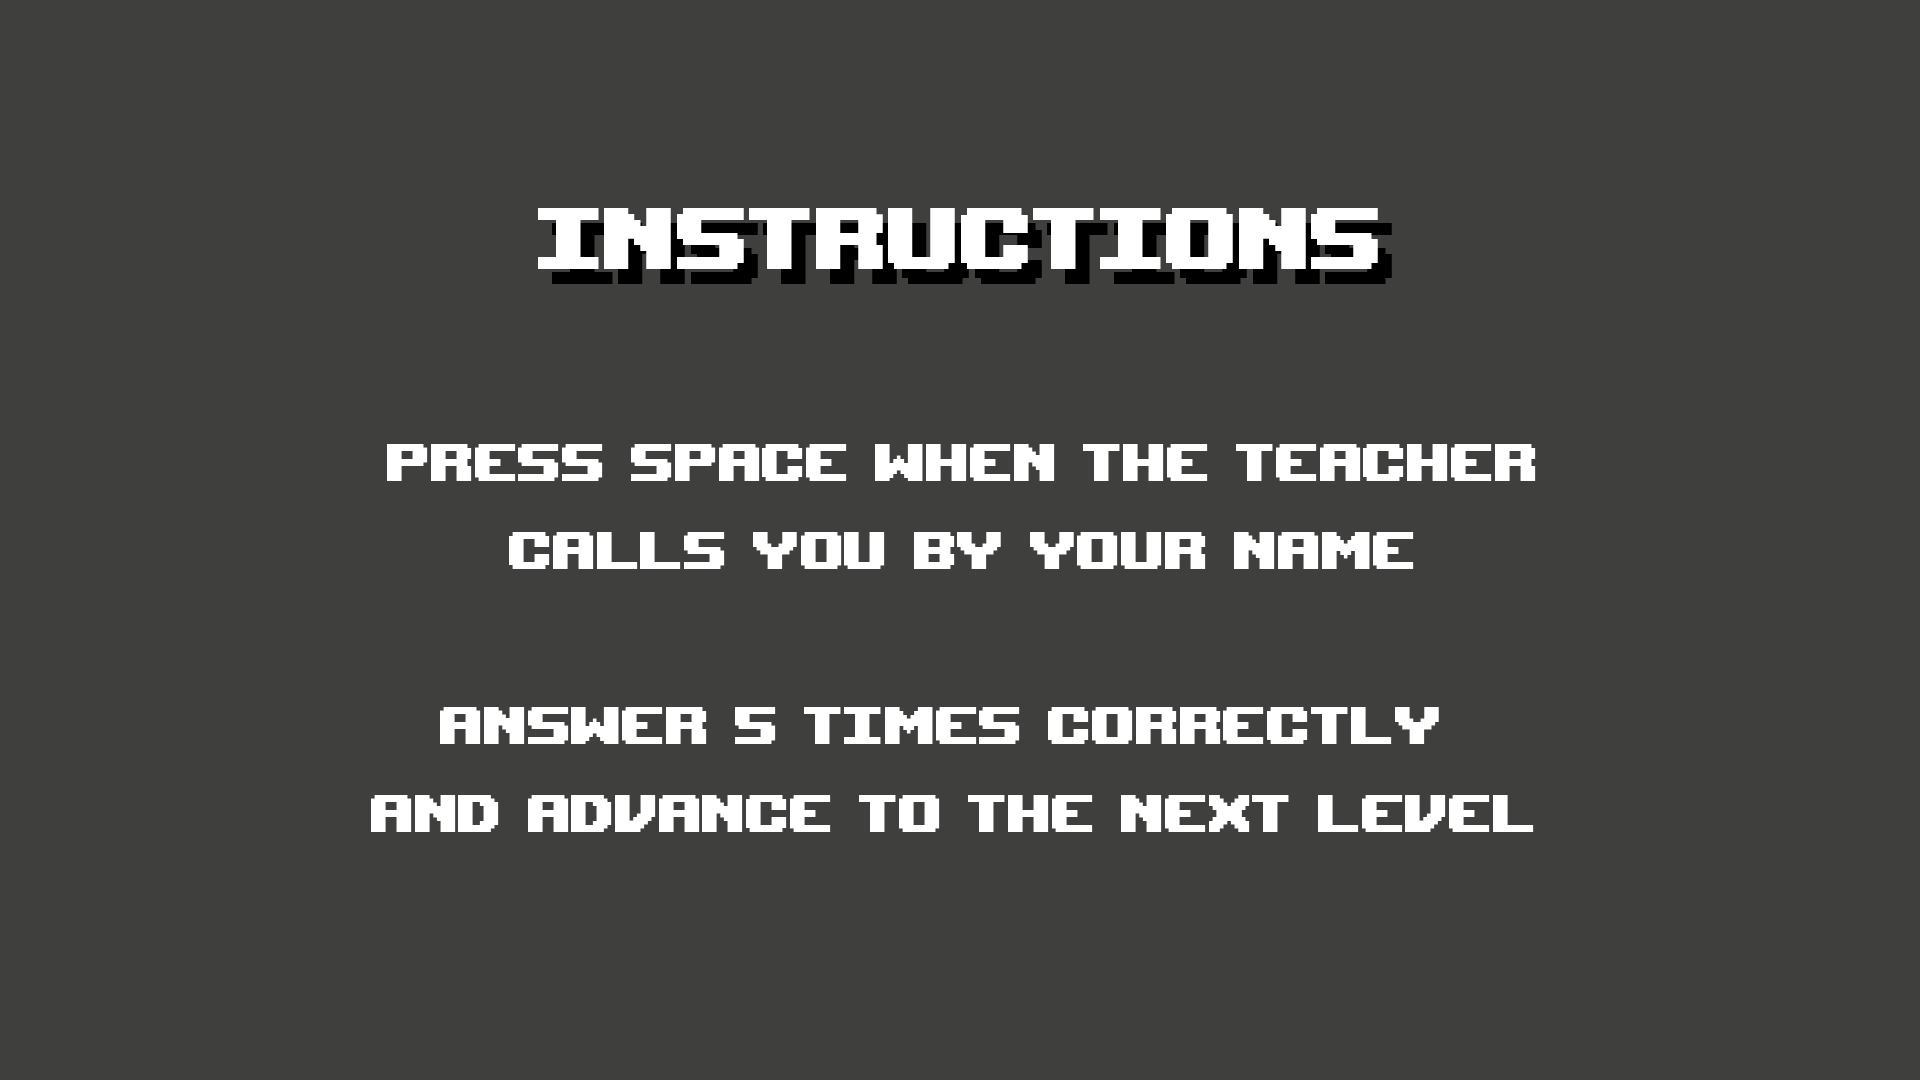 INSTRUCTIONS
PRESS SPACE WHEN THE TEACHER
CALLS YOU BY YOUR NAME
ANSWER 5 TIMES CORRECTLY
AND ADVANCE TO THE NEXT LEVEL